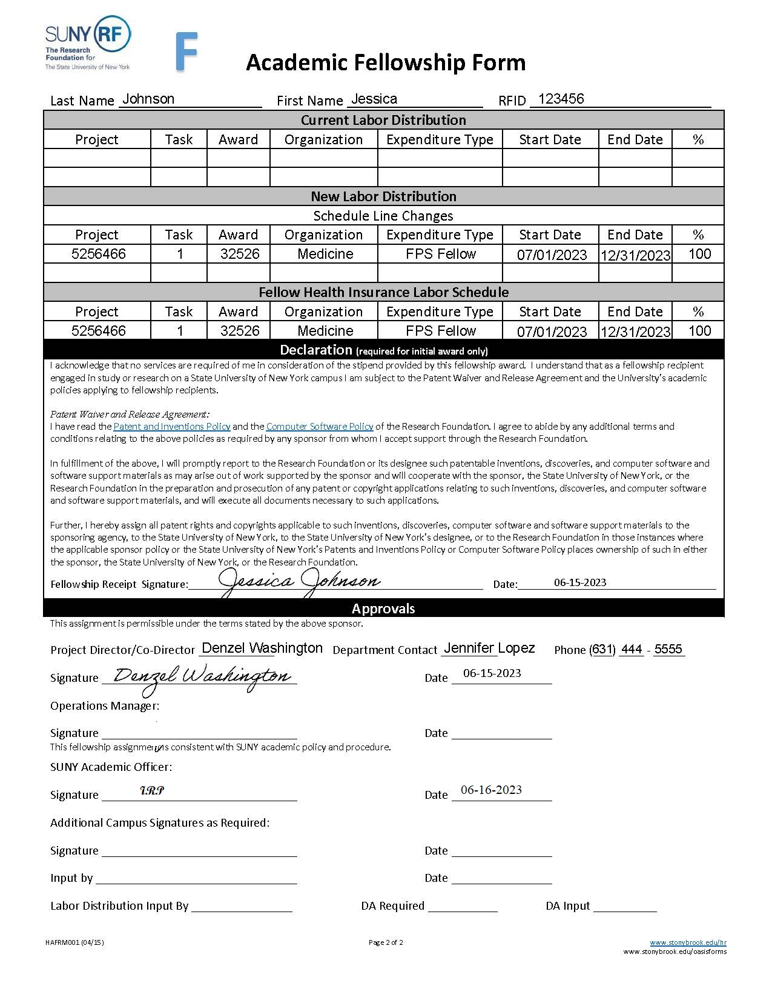 SUNY RF
The Research
Foundation for
The State University of New York
F
Academic Fellowship Form
Last Name Johnson First Name Jessica RFID 123456
Current Labor Distribution
Project Task Award Organization Expenditure Type Start Date End Date %
New Labor Distribution
Schedule Line Changes
Project Task Award Organization Expenditure Type Start Date End Date %
5256466 1 32526 Medicine FPS Fellow 07/01/2023 12/31/2023 100
Fellow Health Insurance Labor Schedule
Project Task Award Organization Expenditure Type Start Date End Date %
5256466 1 32526 Medicine FPS Fellow 07/01/2023 12/31/2023 100
Declaration (required for initial award only)
I acknowledge that no services are required of me in consideration of the stipend provided by this fellowship award. I understand that as a fellowship recipient
engaged in study or research on a State University of New York campus I am subject to the Patent Waiver and Release Agreement and the University's academic
policies applying to fellowship recipients.
Patent Waiver and Release Agreement:
I have read the Patent and Inventions Policy and the Computer Software Policy of the Research Foundation. I agree to abide by any additional terms and
conditions relating to the above policies as required by any sponsor from whom I accept support through the Research Foundation.
In fulfillment of the above, I will promptly report to the Research Foundation or its designee such patentable inventions, discoveries, and computer software and
software support materials as may arise out of work supported by the sponsor and will cooperate with the sponsor, the State University of New York, or the
Research Foundation in the preparation and prosecution of any patent or copyright applications relating to such inventions, discoveries, and computer software
and software support materials, and will execute all documents necessary to such applications.
Further, I hereby assign all patent rights and copyrights applicable to such inventions, discoveries, computer software and software support materials to the
sponsoring agency, to the State University of New York, to the State University of New York's designee, or to the Research Foundation in those instances where
the applicable sponsor policy or the State University of New York's Patents and Inventions Policy or Computer Software Policy places ownership of such in either
the sponsor, the State University of New York, or the Research Foundation.
Fellowship Receipt Signature: Jessica Johnson Date: 06-15-2023
Approvals
This assignment is permissible under the terms stated by the above sponsor.
Project Director/Co-Director Denzel Washington Department Contact Jennifer Lopez Phone (631) 444 - 5555
Signature Denzel Washington Date 06-15-2023
Operations Manager:
Signature Date
This fellowship assignment is consistent with SUNY academic policy and procedure.
SUNY Academic Officer:
Signature I.R.P Date 06-16-2023
Additional Campus Signatures as Required:
Signature Date
Input by Date
Labor Distribution Input By DA Required DA Input
HAFRM001 (04/15) Page 2 of 2 www.stonybrook.edu/hr
www.stonybrook.edu/oasisforms